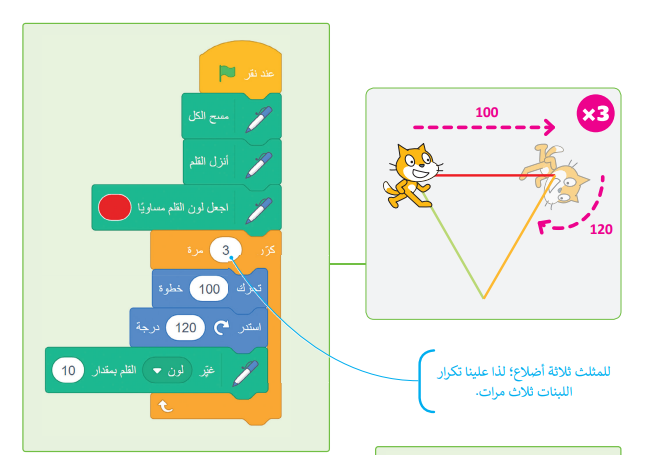 عند نقر
مسح الكل
أنزل القلم
اجعل لون القلم مساويًا
كرّر 3 مرة
تحرك 100 خطوة
استدر 120 درجة
غيّر لون القلم بمقدار 10
×3
100
120
للمثلث ثلاثة أضلاع؛ لذا علينا تكرار
اللبنات ثلاث مرات.